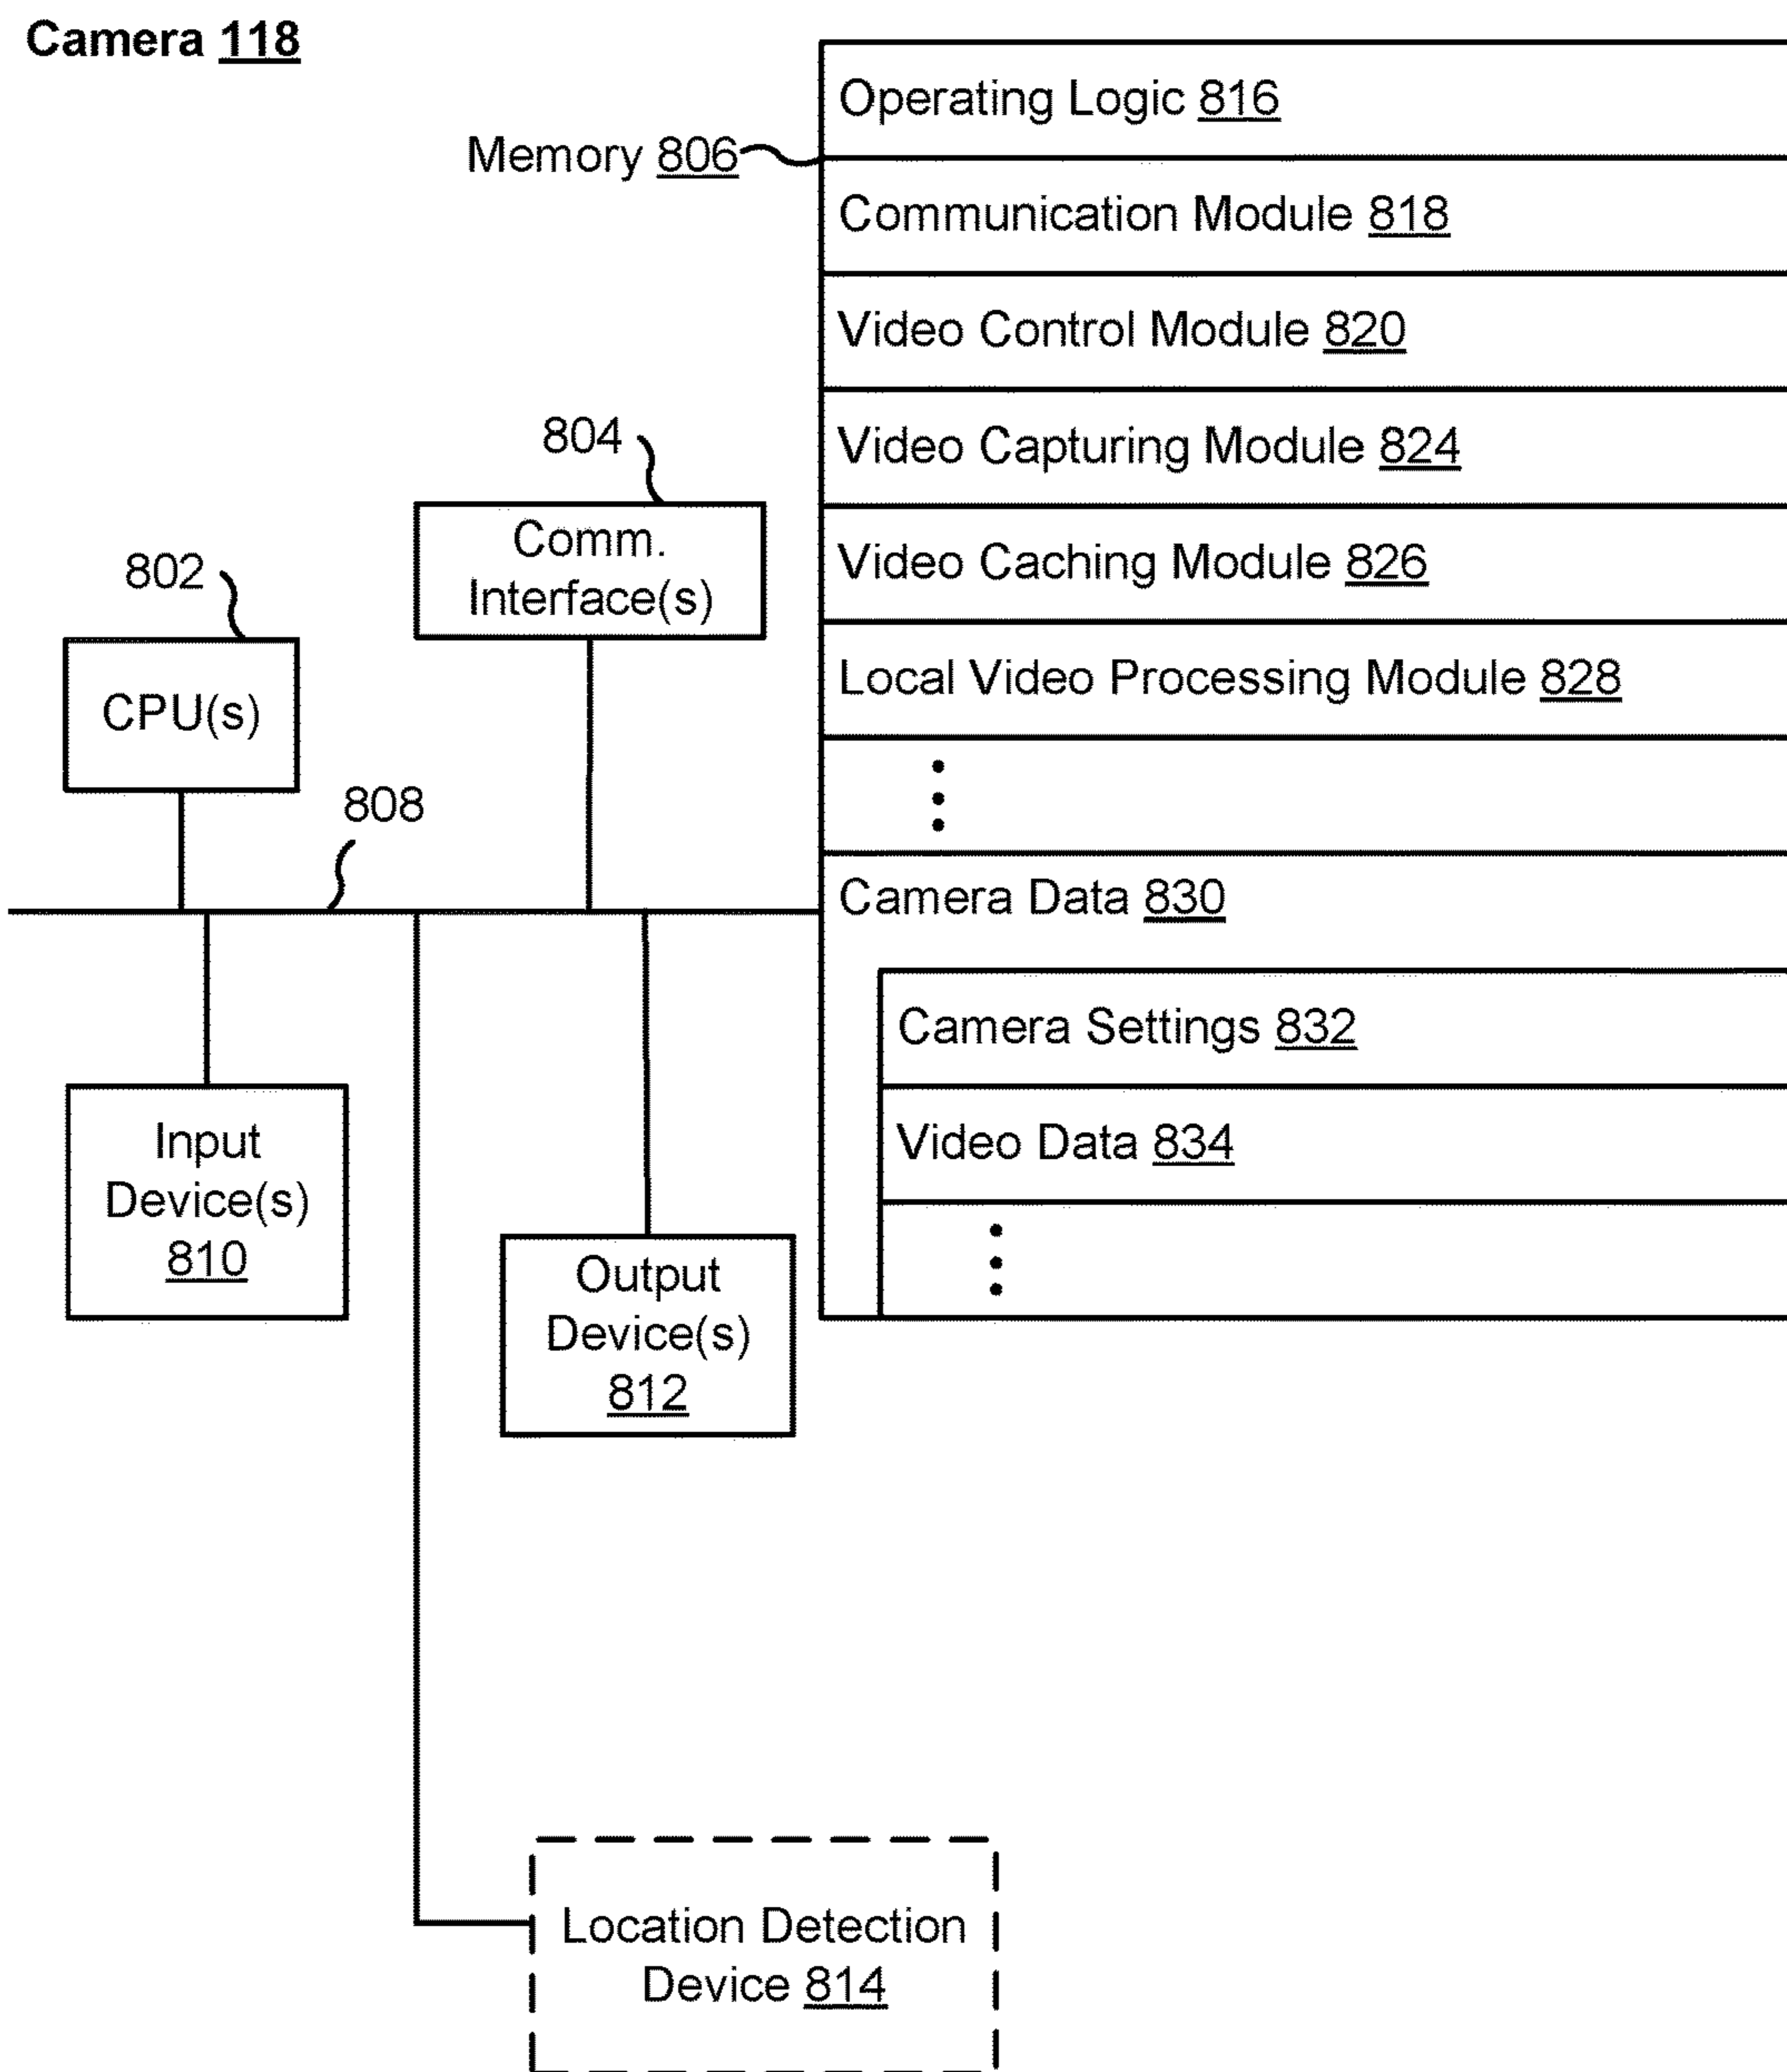 Camera 118
Operating Logic 816
Memory 806
Communication Module 818
Video Control Module 820
Video Capturing Module 824
804
Comm.
Interface(s)
Video Caching Module 826
802
CPU(s)
Local Video Processing Module 828
808
Camera Data 830
Camera Settings 832
Video Data 834
Input
Device(s)
810
Output
Device(s)
812
Location Detection
Device 814